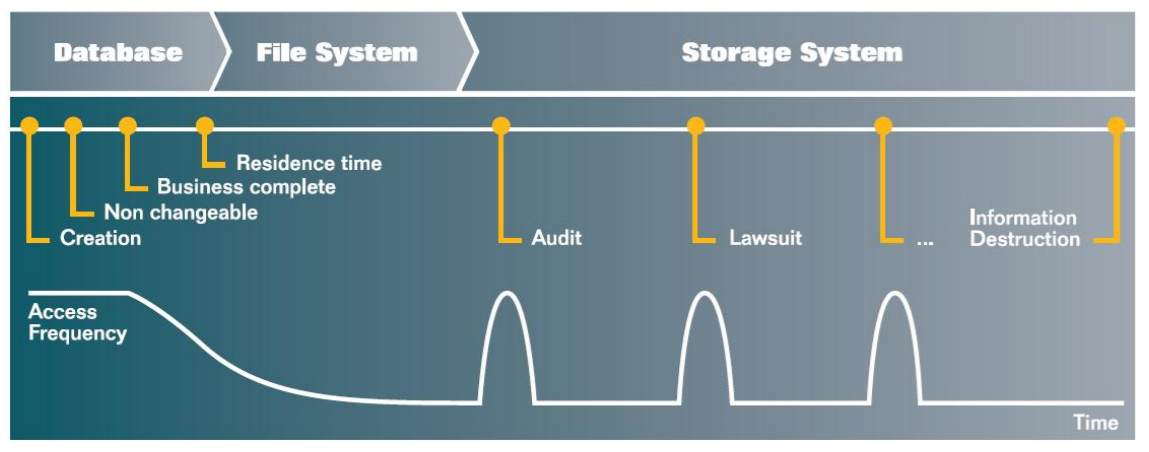 Database
File System
Storage System
Residence time
Business complete
Non changeable
Creation
Audit
Lawsuit
...
Information
Destruction
Access
Frequency
Time